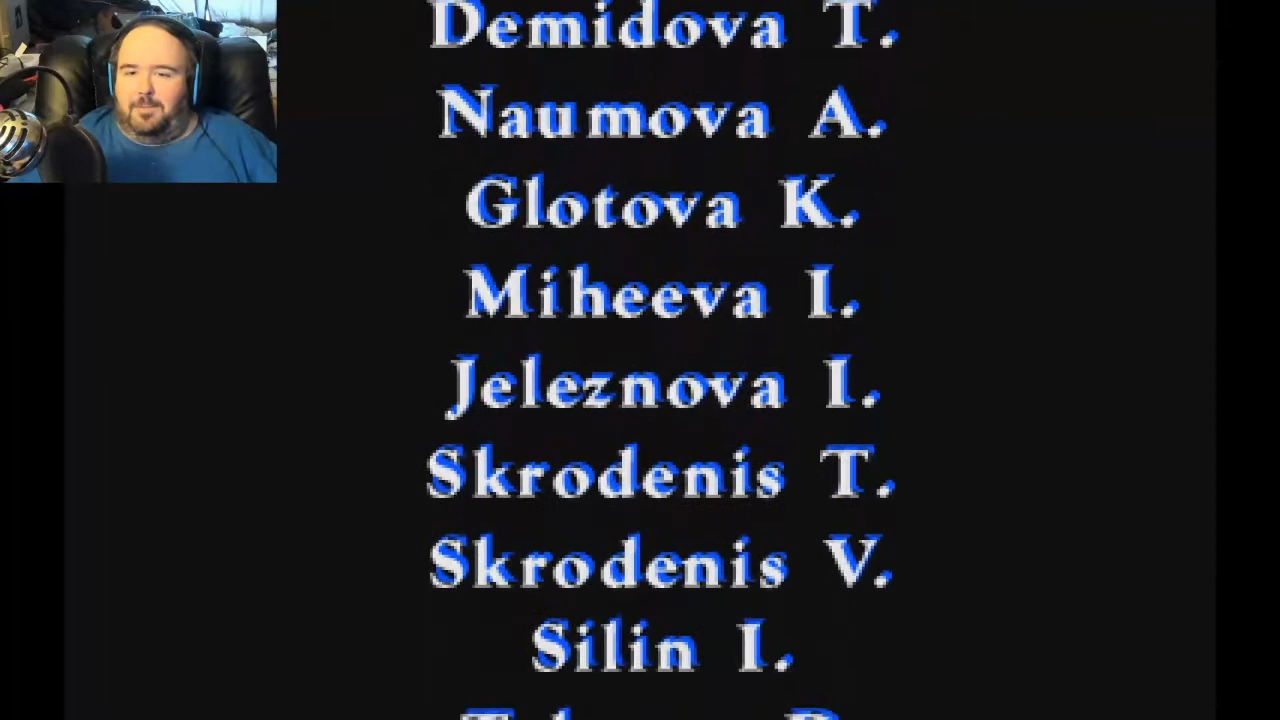 Demidova T.
Naumova A.
Glotova K.
Miheeva I.
Jeleznova I.
Skrodenis T.
Skrodenis V.
Silin I.